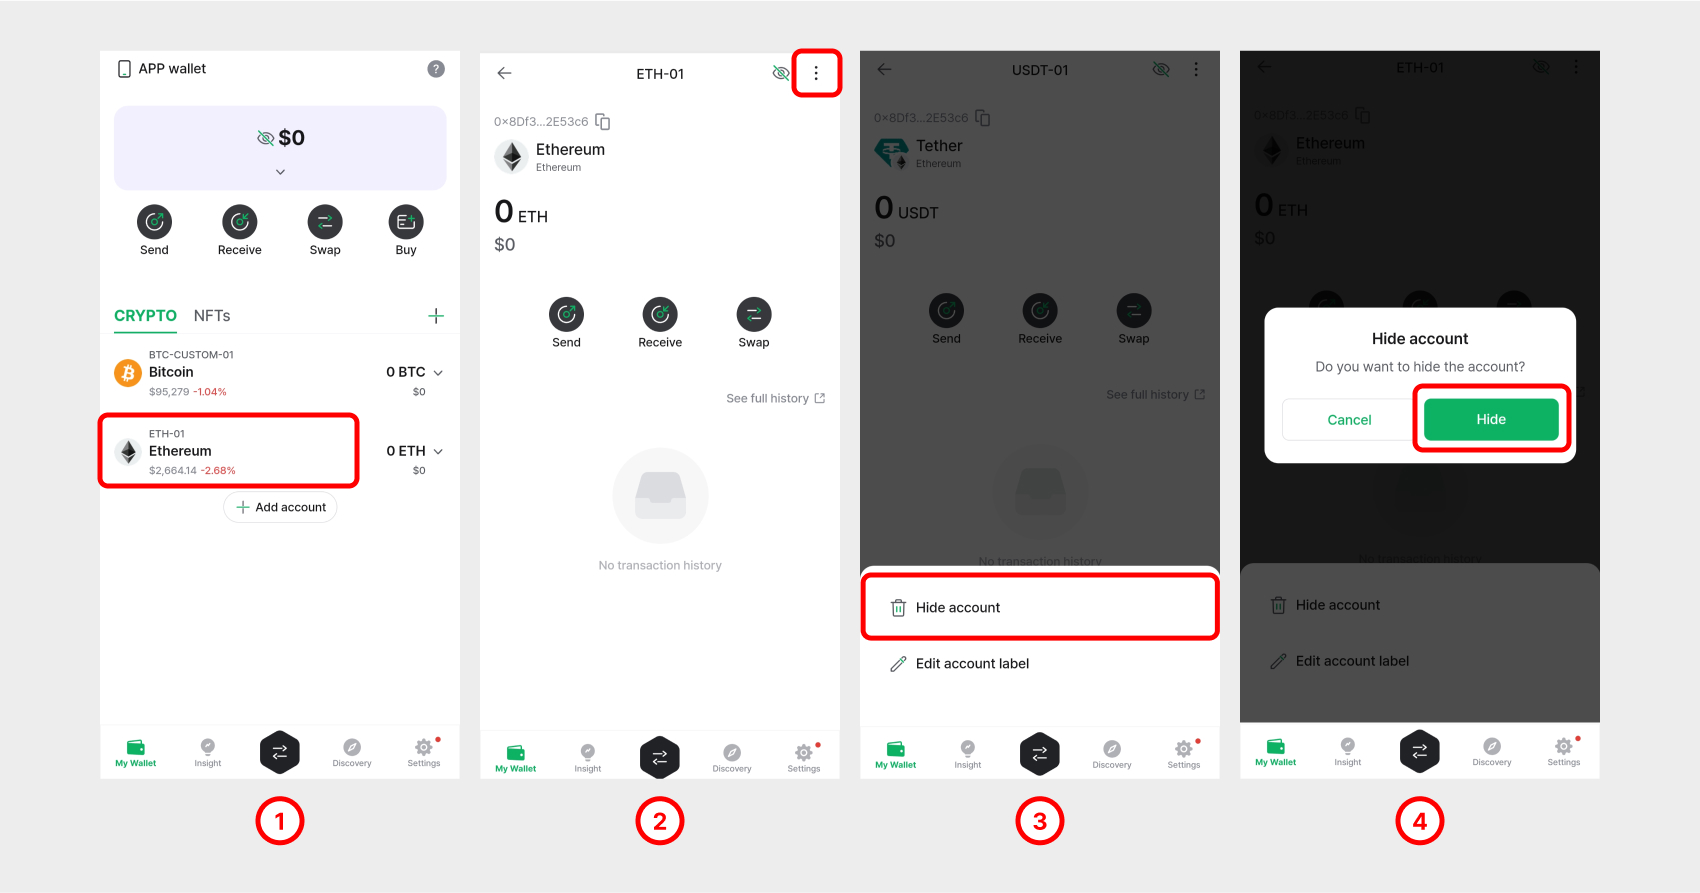 APP wallet
?
$0
Send
Receive
Swap
Buy
CRYPTO
NFTs
BTC-CUSTOM-01
Bitcoin
0 BTC
$95,279 -1.04%
$0
ETH-01
Ethereum
0 ETH
$2,664.14 -2.68%
$0
Add account
My Wallet
Insight
Discovery
Settings
1
ETH-01
0×8Df3...2E53c6
Ethereum
Ethereum
0 ETH
$0
Send
Receive
Swap
See full history
No transaction history
My Wallet
Insight
Discovery
Settings
2
USDT-01
0×8Df3...2E53c6
Tether
Ethereum
0 USDT
$0
Send
Receive
Swap
See full history
No transaction history
Hide account
Edit account label
My Wallet
Insight
Discovery
Settings
3
ETH-01
0×8Df3...2E53c6
Ethereum
Ethereum
0 ETH
$0
Hide account
Do you want to hide the account?
Cancel
Hide
No transaction history
Hide account
Edit account label
My Wallet
Insight
Discovery
Settings
4